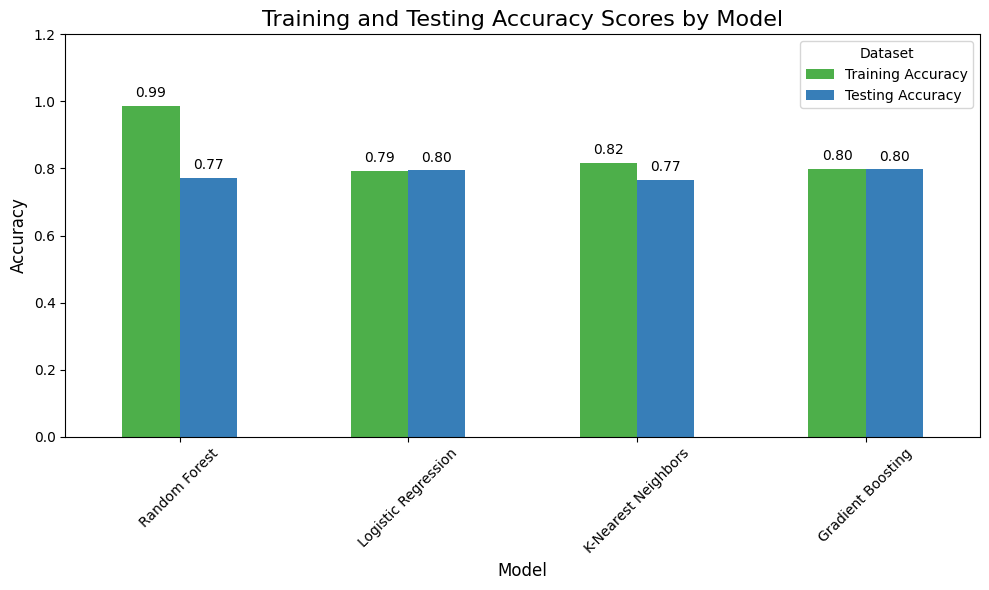 Training and Testing Accuracy Scores by Model
Dataset
Training Accuracy
Testing Accuracy
1.2
1.0
0.8
0.6
0.4
0.2
0.0
Accuracy
0.99
0.77
0.79
0.80
0.82
0.77
0.80
0.80
Random Forest
Logistic Regression
K-Nearest Neighbors
Gradient Boosting
Model